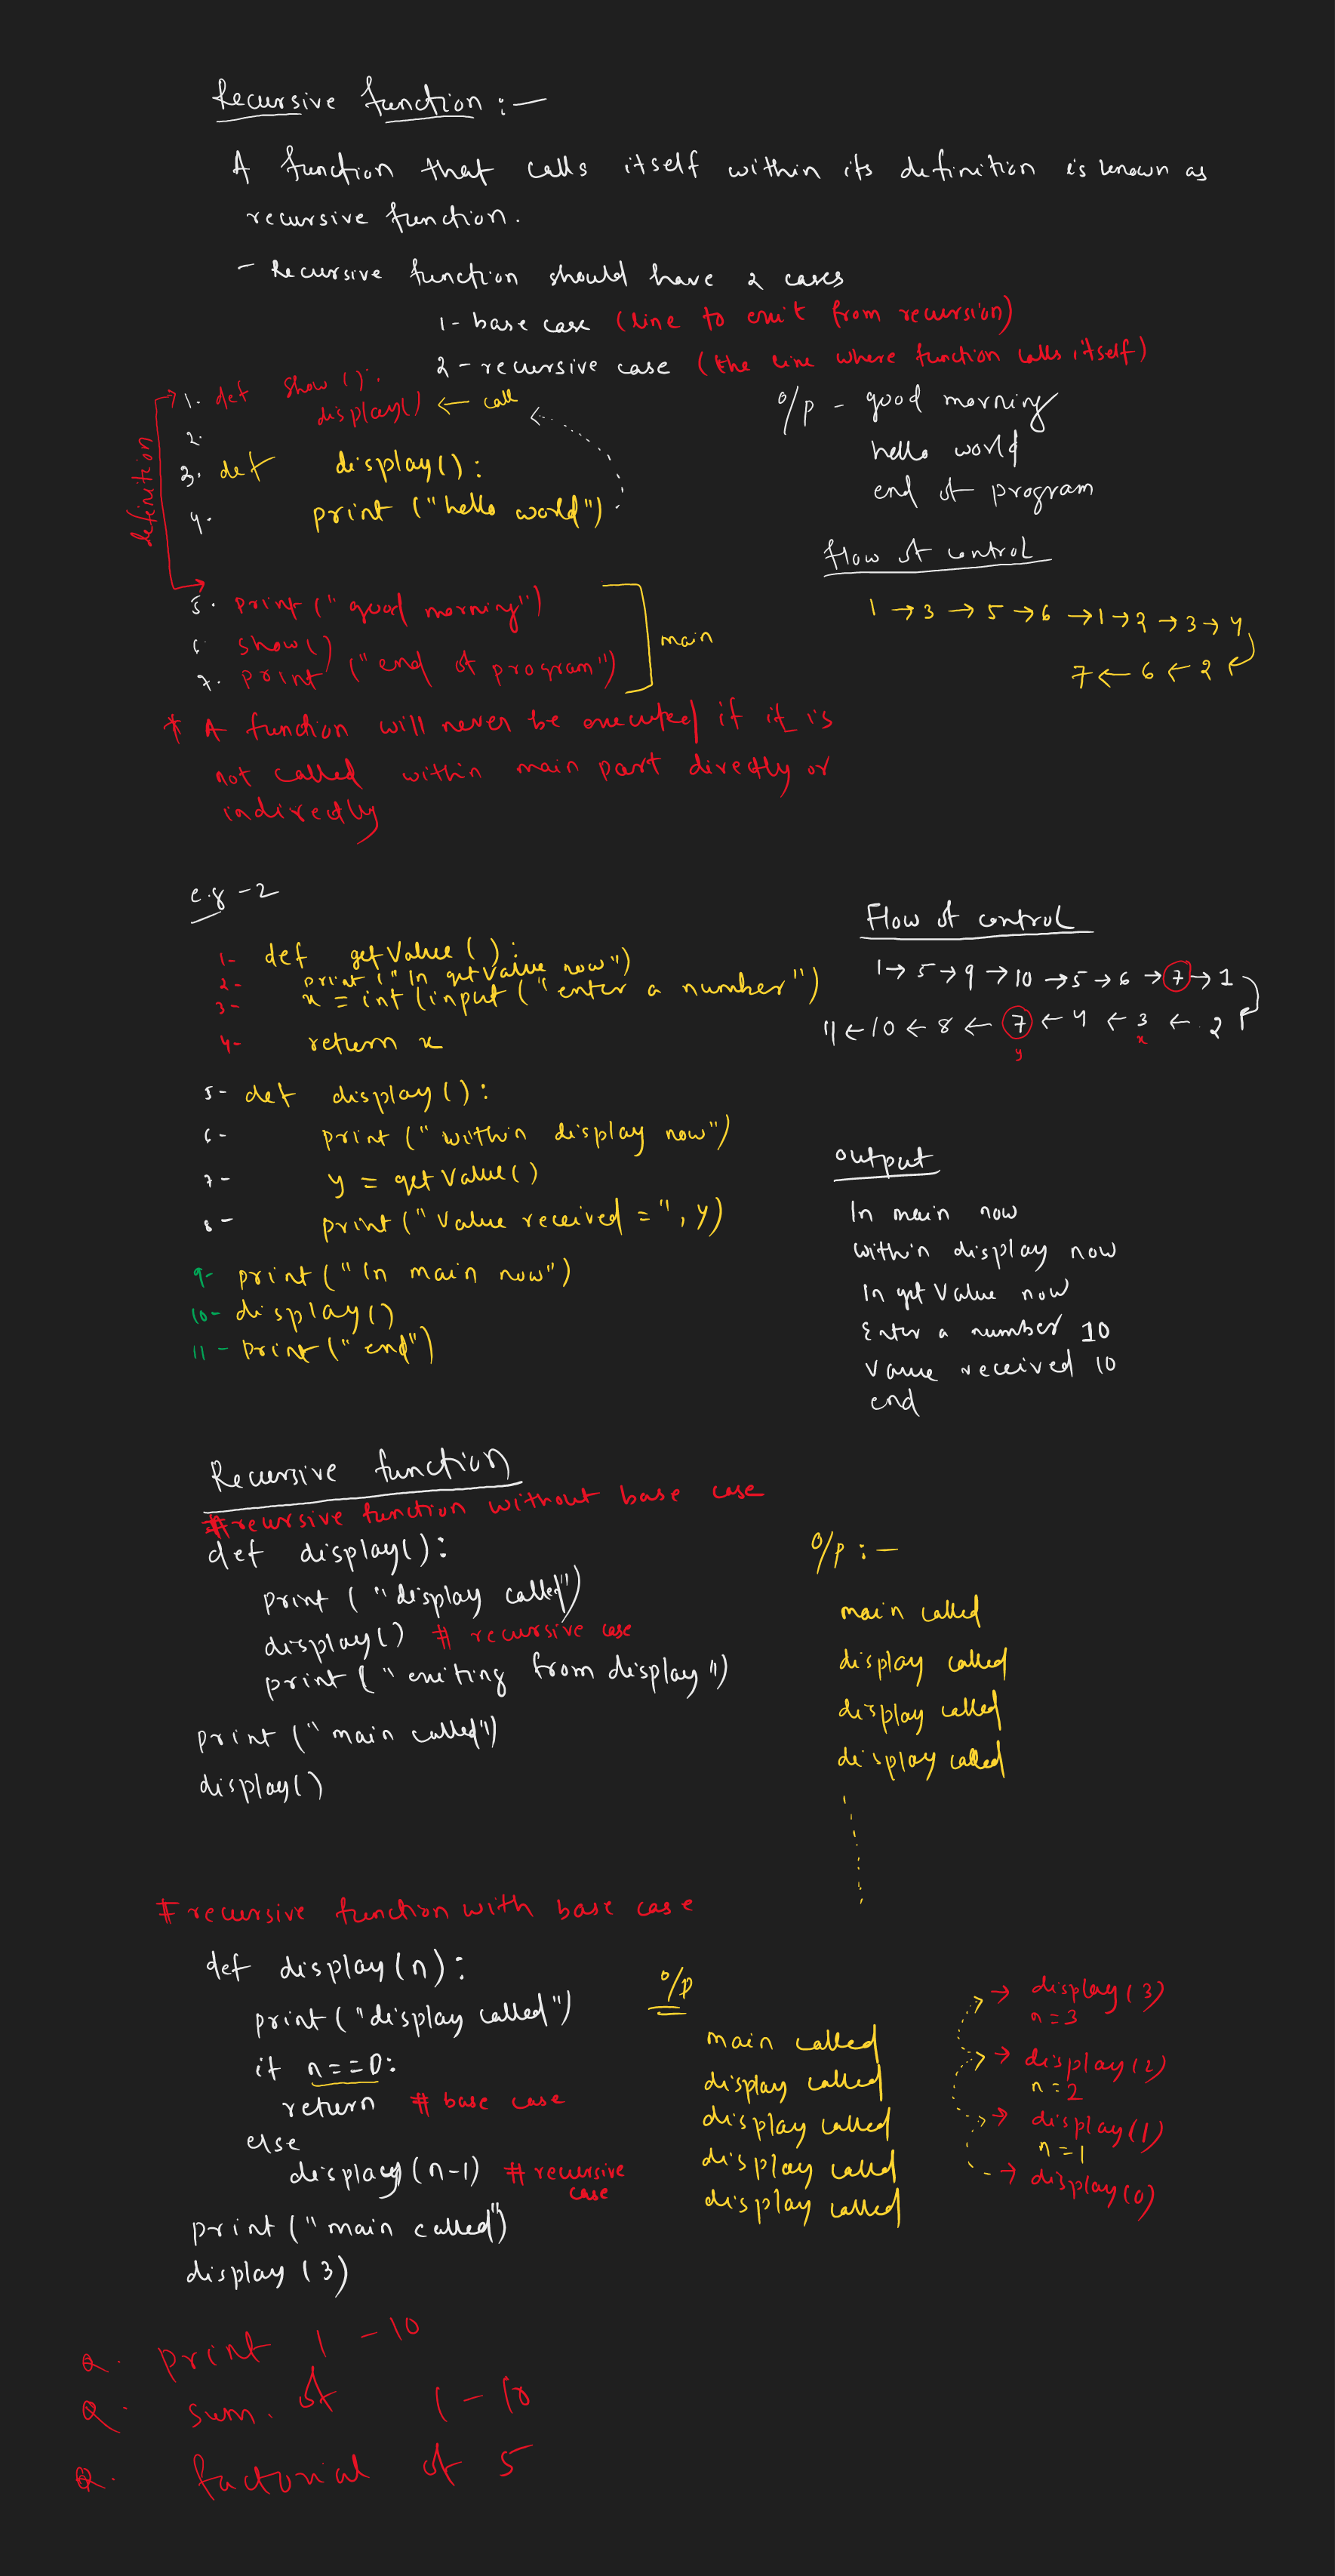 Recursive function :-
A function that calls itself within its definition is known as
recursive function.
- Recursive function should have 2 cases
1- base case (line to exit from recursion)
2- recursive case (the line where function calls itself)
definition
1. def show():
2. display() ← call
3. def display():
4. print ("hello world")
5. print ("good morning")
6. show()
7. print ("end of program")
main
o/p - good morning
hello world
end of program
flow of control
1 → 3 → 5 → 6 → 1 → 2 → 3 → 4
7 ← 6 ← 2
* A function will never be executed if it is
not called within main part directly or
indirectly
e.g -2
1- def getValue():
2- print ("In getValue now")
3- x = int (input ("enter a number")
4- return x
5- def display():
6- print ("within display now")
7- y = getValue()
8- print ("Value received =", y)
9- print ("In main now")
10- display()
11- print ("end")
Flow of control
1 → 5 → 9 → 10 → 5 → 6 → 7 → 1
11 ← 10 ← 8 ← 7 ← 4 ← 3 ← 2
y x
output
In main now
within display now
In getValue now
Enter a number 10
Value received 10
end
Recursive function
# recursive function without base case
def display():
print ("display called")
display() # recursive case
print ("exiting from display")
print ("main called")
display()
o/p :-
main called
display called
display called
display called
# recursive function with base case
def display(n):
print ("display called")
if n==0:
return # base case
else
display(n-1) # recursive
case
print ("main called")
display (3)
o/p
main called
display called
display called
display called
display called
→ display(3)
n=3
→ display(2)
n=2
→ display(1)
n=1
→ display(0)
Q. print 1 -10
Q. sum. of 1 - 10
Q. factorial of 5